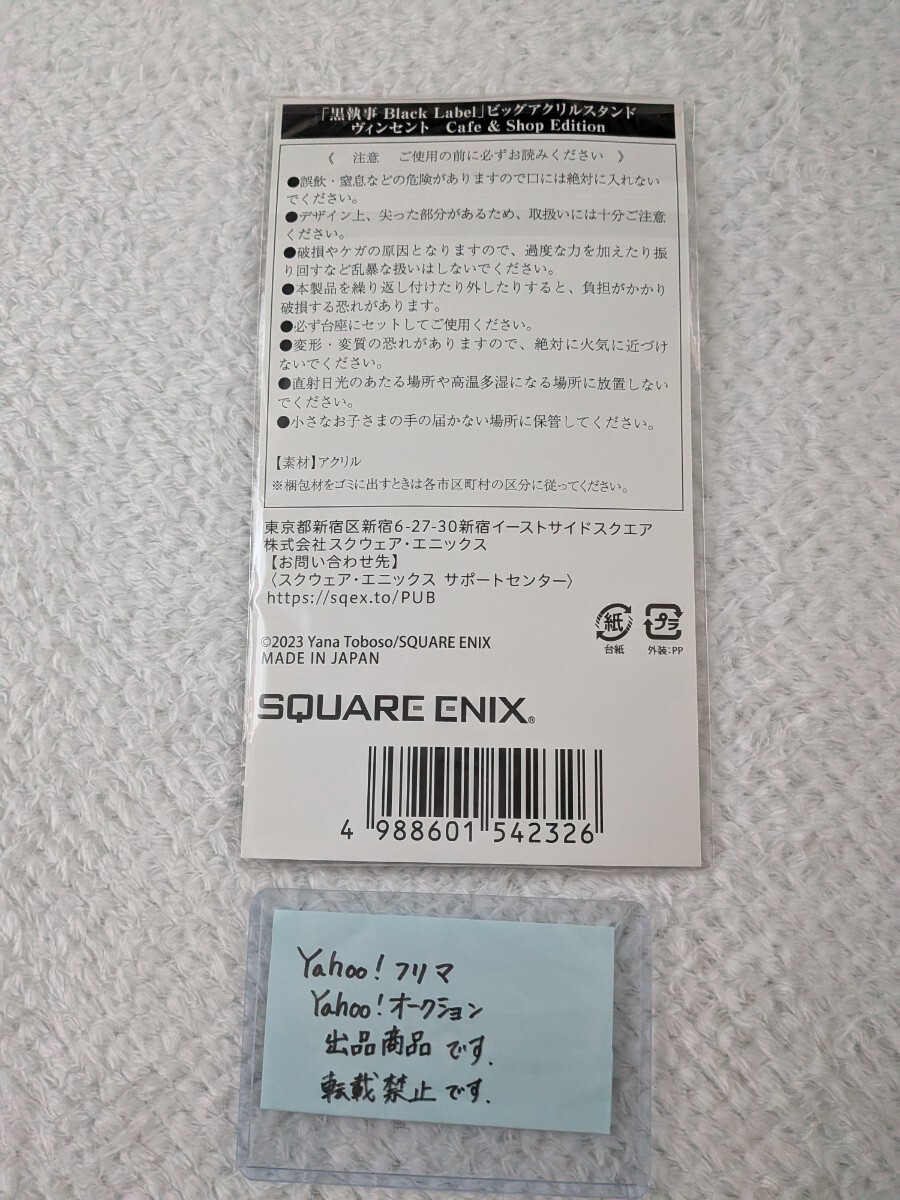 「黒執事 Black Label」ビッグアクリルスタンド
ヴィンセント Cafe & Shop Edition
《 注意 ご使用の前に必ずお読みください 》
●誤飲・窒息などの危険がありますので口には絶対に入れない
でください。
●デザイン上、尖った部分があるため、取扱いには十分ご注意
ください。
●破損やケガの原因となりますので、過度な力を加えたり振
り回すなど乱暴な扱いはしないでください。
●本製品を繰り返し付けたり外したりすると、負担がかかり
破損する恐れがあります。
●必ず台座にセットしてご使用ください。
●変形・変質の恐れがありますので、絶対に火気に近づけ
ないでください。
●直射日光のあたる場所や高温多湿になる場所に放置しない
でください。
●小さなお子さまの手の届かない場所に保管してください。
【素材】アクリル
※梱包材をゴミに出すときは各市区町村の区分に従ってください。
東京都新宿区新宿6-27-30新宿イーストサイドスクエア
株式会社スクウェア・エニックス
【お問い合わせ先】
〈スクウェア・エニックス サポートセンター〉
https://sqex.to/PUB
紙 プラ
台紙 外装:PP
©2023 Yana Toboso/SQUARE ENIX
MADE IN JAPAN
SQUARE ENIX®
4 988601 542326
Yahoo!フリマ
Yahoo!オークション
出品商品です.
転載禁止です.